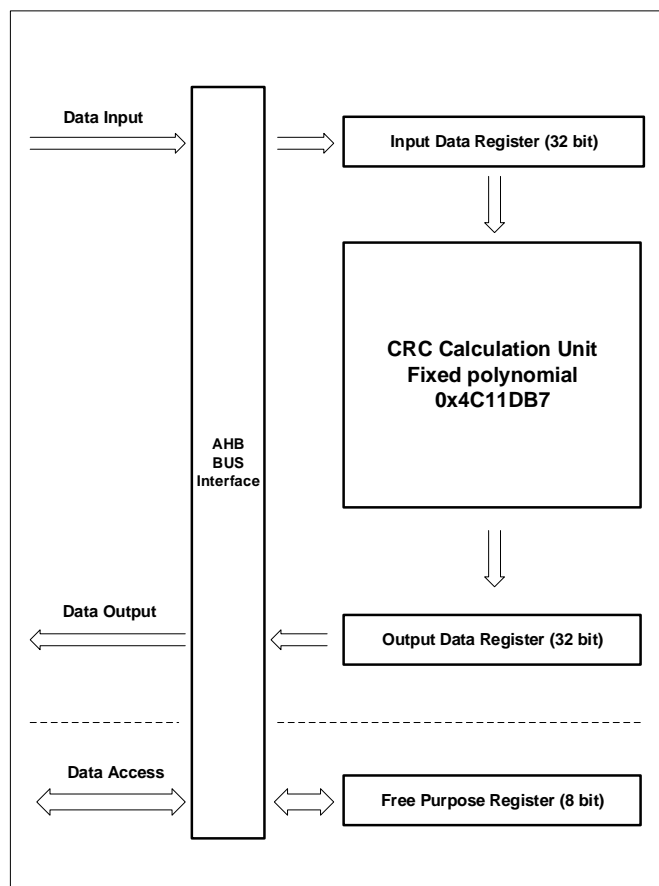 Data Input
Input Data Register (32 bit)
CRC Calculation Unit
Fixed polynomial
0x4C11DB7
AHB
BUS
Interface
Data Output
Output Data Register (32 bit)
Data Access
Free Purpose Register (8 bit)